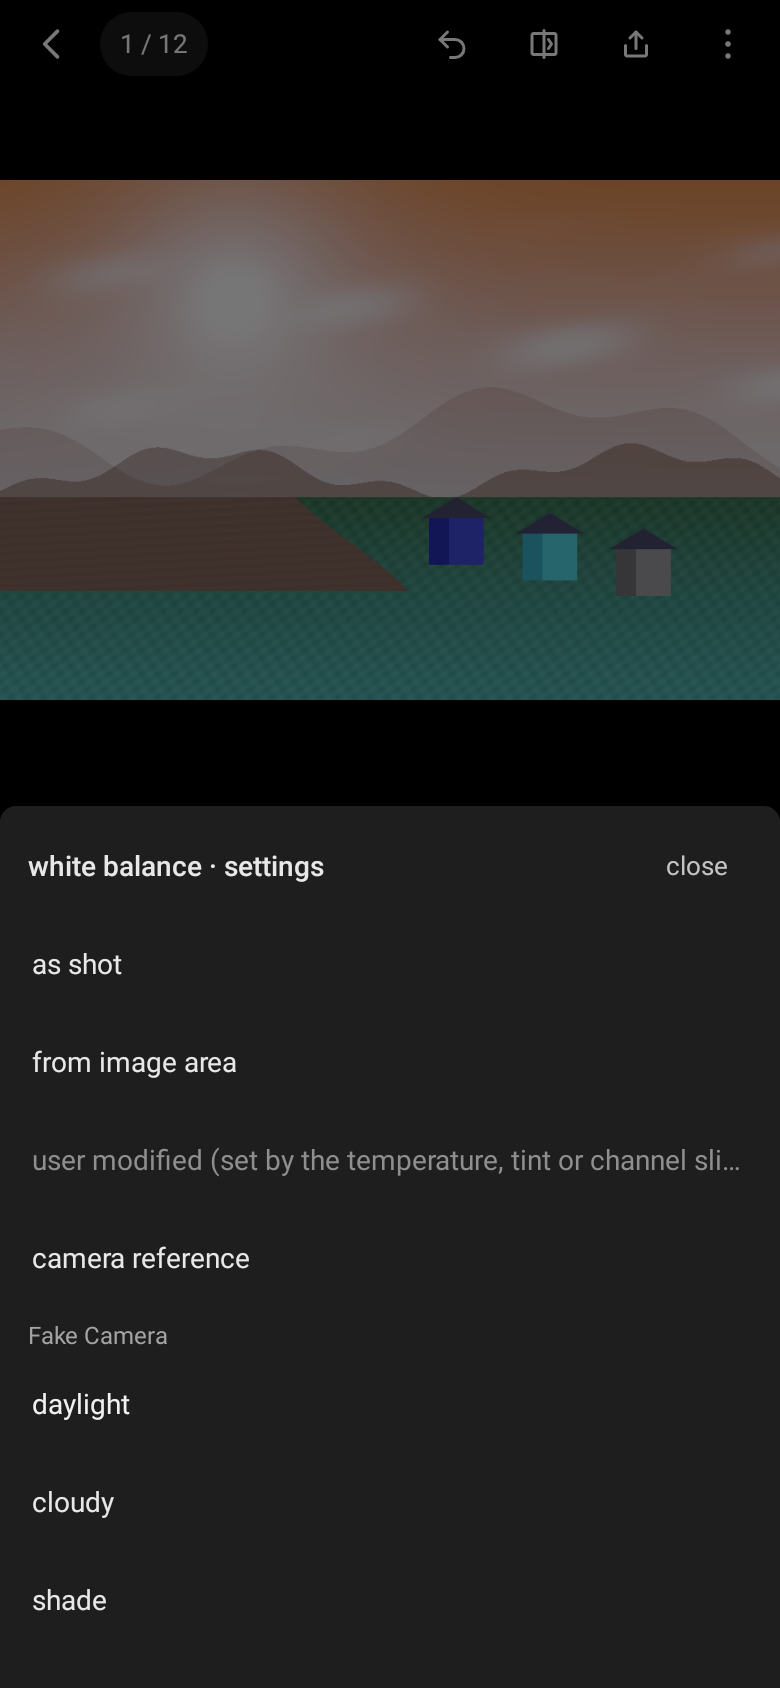 1 / 12
white balance · settings
close
as shot
from image area
user modified (set by the temperature, tint or channel sli…
camera reference
Fake Camera
daylight
cloudy
shade